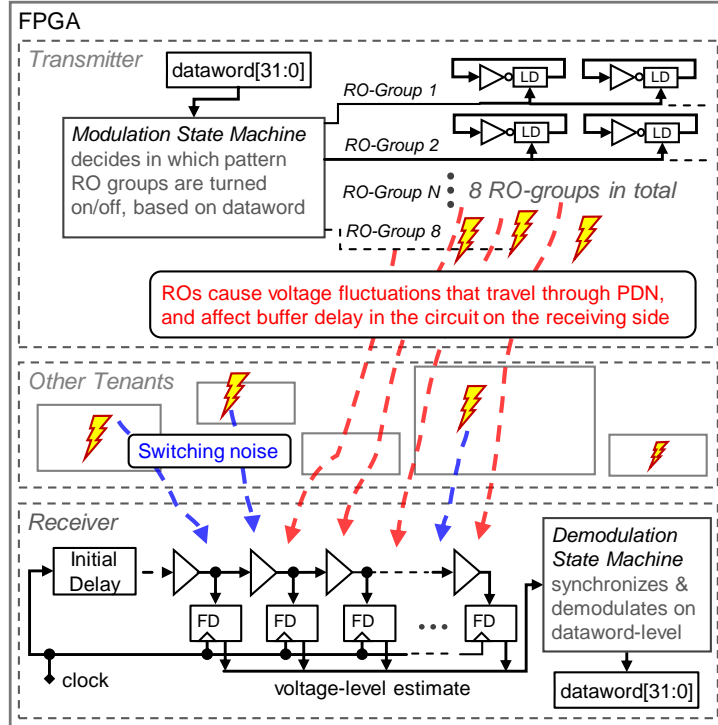 FPGA
Transmitter
dataword[31:0]
Modulation State Machine
decides in which pattern
RO groups are turned
on/off, based on dataword
RO-Group 1
LD
LD
RO-Group 2
LD
LD
RO-Group N
8 RO-groups in total
RO-Group 8
ROs cause voltage fluctuations that travel through PDN,
and affect buffer delay in the circuit on the receiving side
Other Tenants
Switching noise
Receiver
Initial
Delay
FD
FD
FD
FD
clock
voltage-level estimate
Demodulation
State Machine
synchronizes &
demodulates on
dataword-level
dataword[31:0]